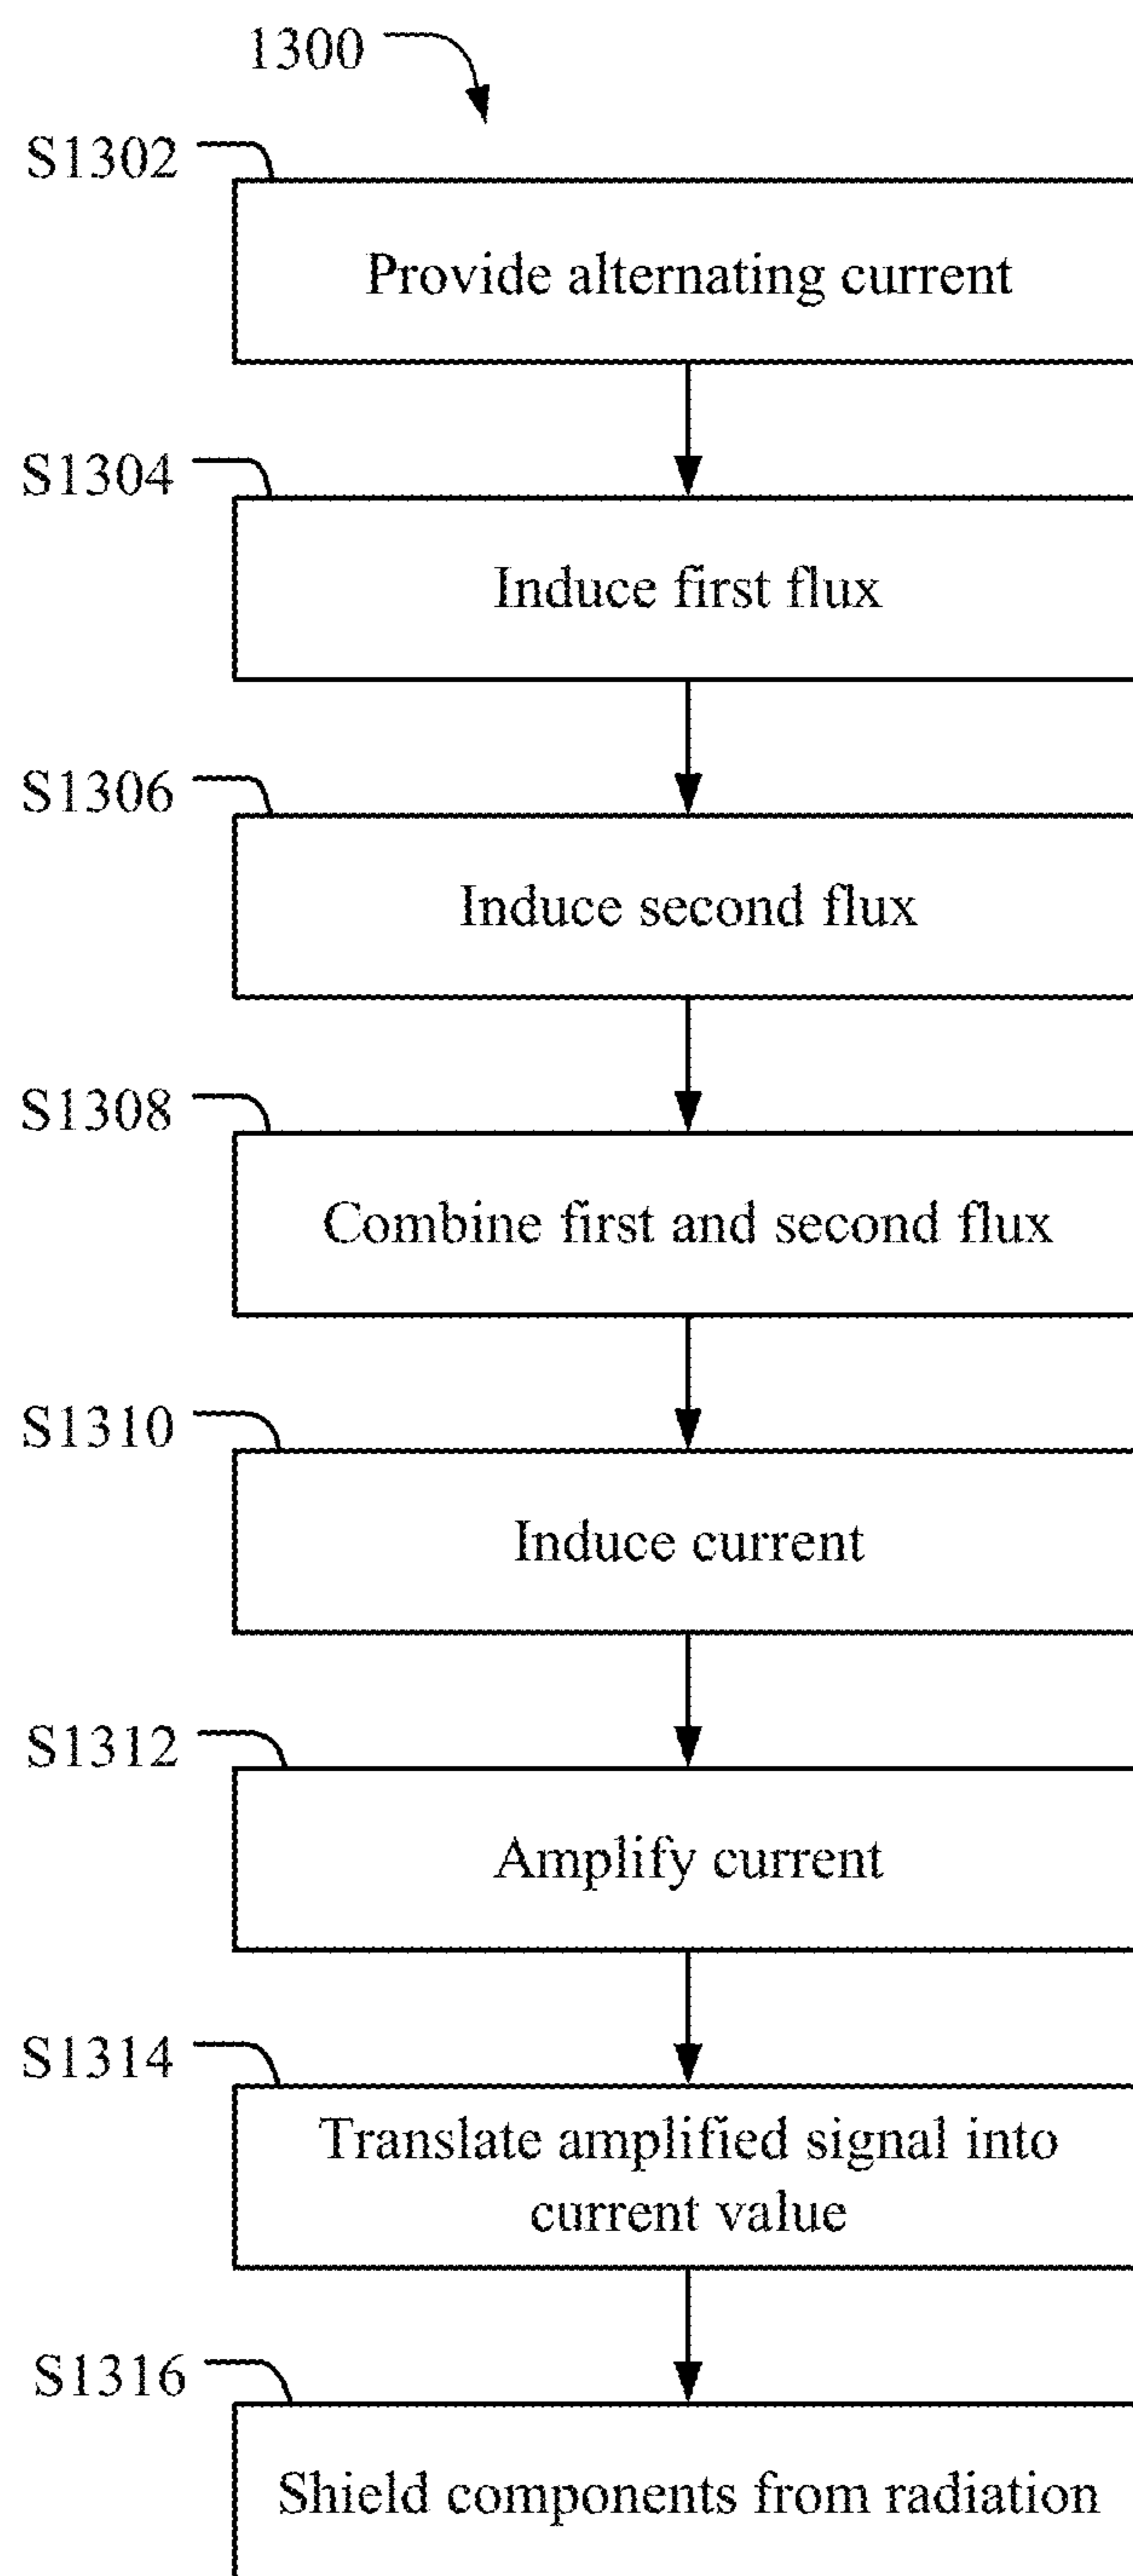 1300
S1302
Provide alternating current
S1304
Induce first flux
S1306
Induce second flux
S1308
Combine first and second flux
S1310
Induce current
S1312
Amplify current
S1314
Translate amplified signal into
current value
S1316
Shield components from radiation